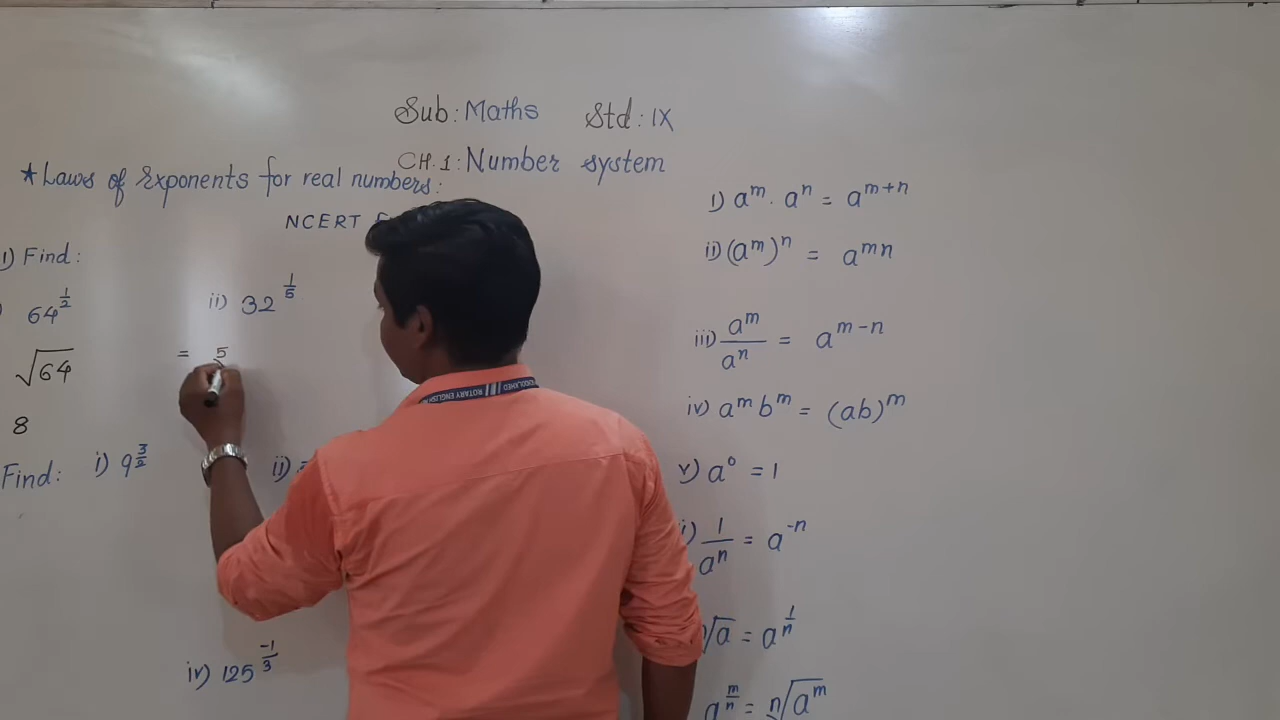 Sub: Maths Std: IX
CH.1: Number system
★Laws of Exponents for real numbers:
NCERT
1) Find:
64^(1/2)
ii) 32^(1/5)
√64
= 5
8
Find: i) 9^(3/2)
ii)
iv) 125^(-1/3)
i) a^m · a^n = a^(m+n)
ii) (a^m)^n = a^(mn)
iii) a^m/a^n = a^(m-n)
iv) a^m b^m = (ab)^m
v) a^0 = 1
i) 1/a^n = a^(-n)
√a = a^(1/n)
a^(m/n) = n√a^m
ROTARY ENGLISH